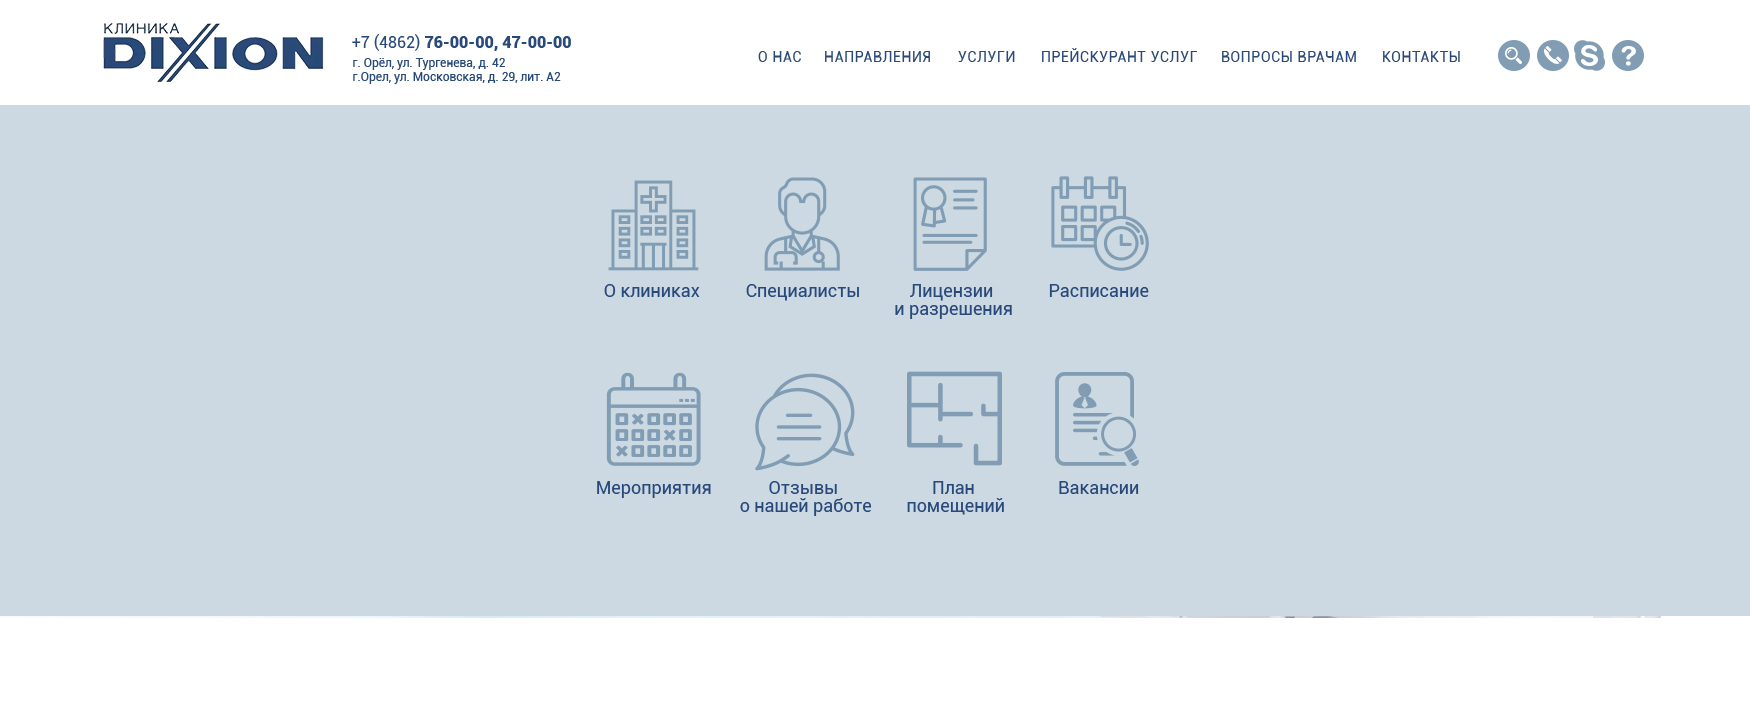 КЛИНИКА
DIXION
+7 (4862) 76-00-00, 47-00-00
г. Орёл, ул. Тургенева, д. 42
г.Орел, ул. Московская, д. 29, лит. А2
О НАС
НАПРАВЛЕНИЯ
УСЛУГИ
ПРЕЙСКУРАНТ УСЛУГ
ВОПРОСЫ ВРАЧАМ
КОНТАКТЫ
О клиниках
Специалисты
Лицензии
и разрешения
Расписание
Мероприятия
Отзывы
о нашей работе
План
помещений
Вакансии